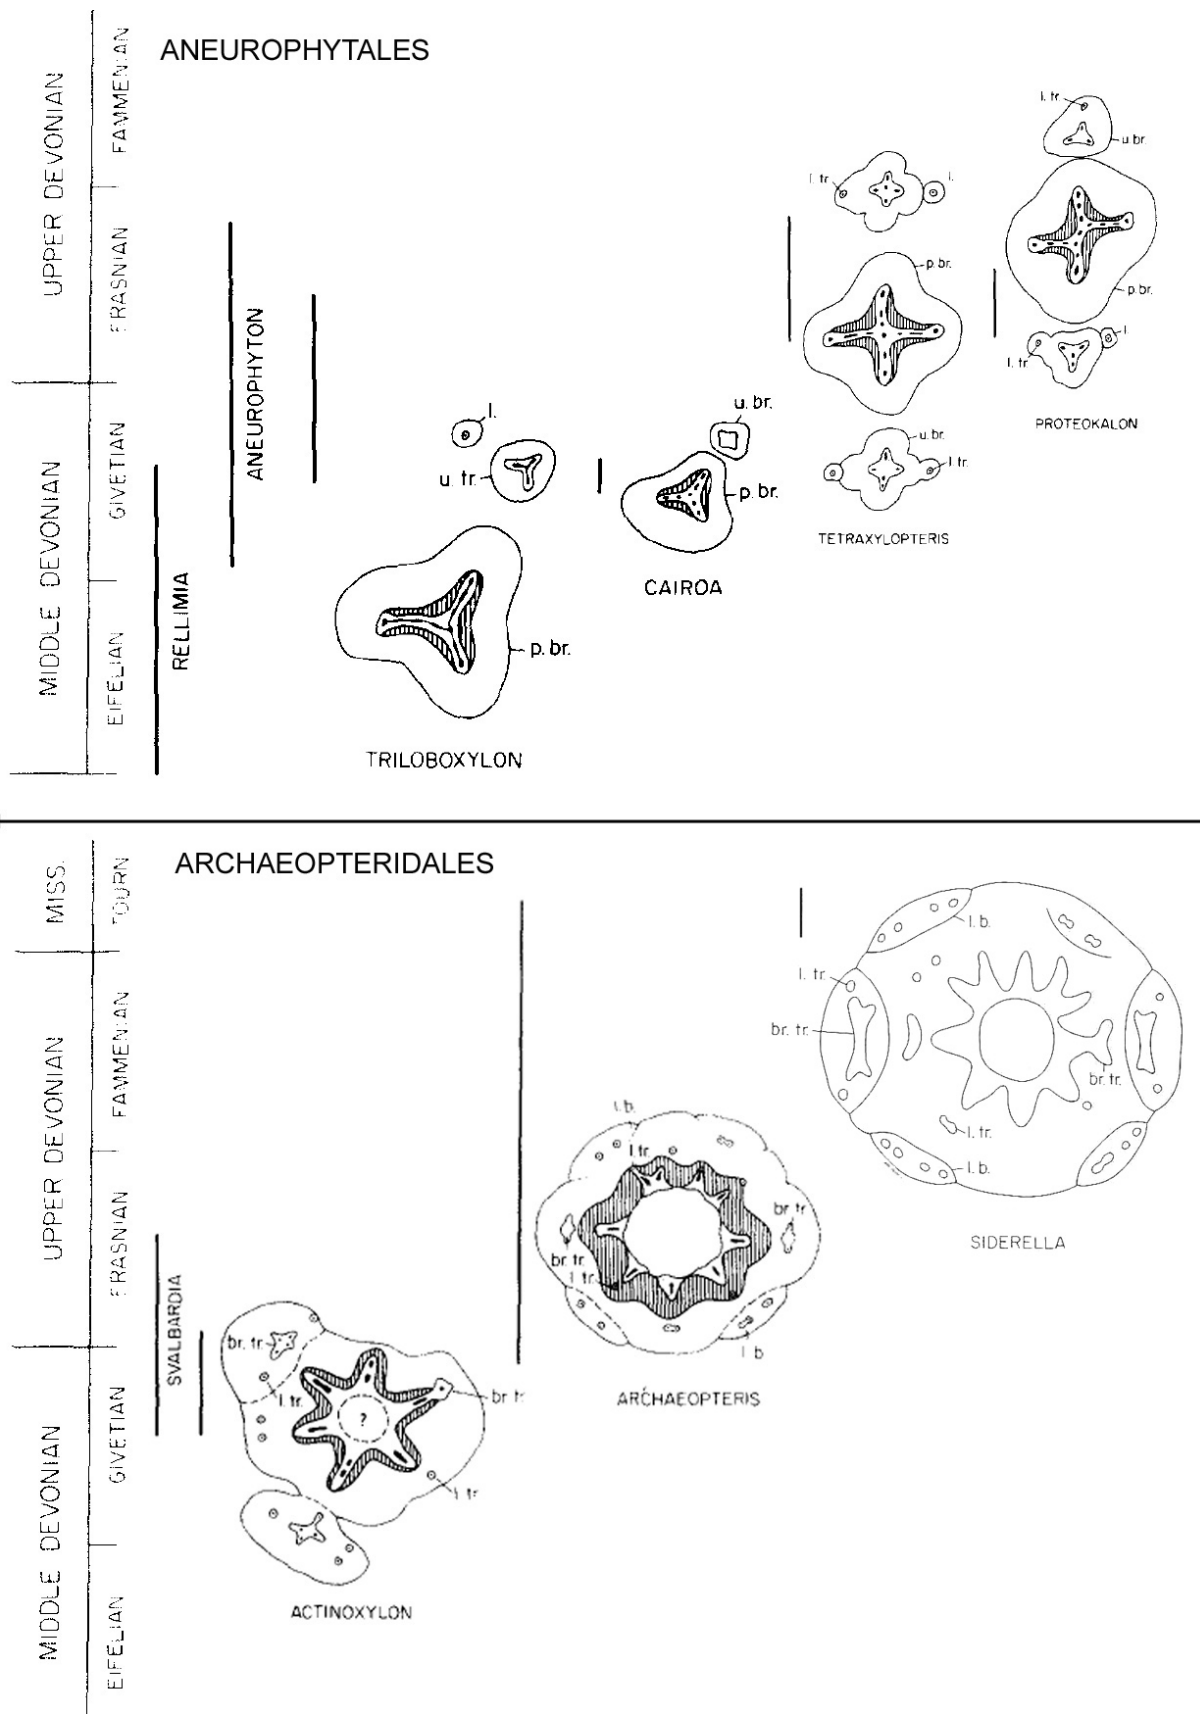 ANEUROPHYTALES
UPPER DEVONIAN
FAMMENIAN
FRASNIAN
MIDDLE DEVONIAN
GIVETIAN
EIFELIAN
RELLIMIA
ANEUROPHYTON
l.
u. tr.
p. br.
TRILOBOXYLON
u. br.
p. br.
CAIROA
l. tr.
l.
p. br.
u. br.
l. tr.
TETRAXYLOPTERIS
l. tr.
u. br.
p. br.
l.
l. tr.
PROTEOKALON
ARCHAEOPTERIDALES
MISS.
TOURN
UPPER DEVONIAN
FAMMENIAN
FRASNIAN
MIDDLE DEVONIAN
GIVETIAN
EIFELIAN
SVALBARDIA
br. tr.
l. tr.
?
br. tr.
l. tr.
ACTINOXYLON
l. b.
l. tr.
br. tr.
br. tr.
l. tr.
l. b.
ARCHAEOPTERIS
l. b.
l. tr.
br. tr.
br. tr.
l. tr.
l. b.
SIDERELLA